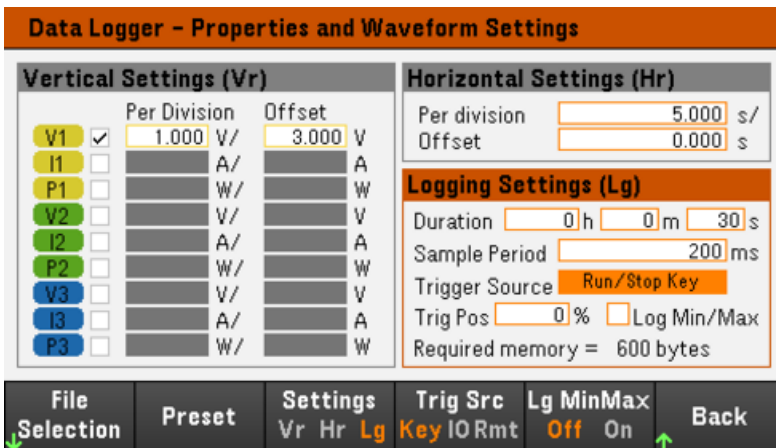 Data Logger – Properties and Waveform Settings
Vertical Settings (Vr)
Per Division Offset
V1 1.000 V/ 3.000 V
I1 A/ A
P1 W/ W
V2 V/ V
I2 A/ A
P2 W/ W
V3 V/ V
I3 A/ A
P3 W/ W
Horizontal Settings (Hr)
Per division 5.000 s/
Offset 0.000 s
Logging Settings (Lg)
Duration 0 h 0 m 30 s
Sample Period 200 ms
Trigger Source Run/Stop Key
Trig Pos 0 % Log Min/Max
Required memory = 600 bytes
File Selection
Preset
Settings
Vr Hr Lg
Trig Src
Key IO Rmt
Lg MinMax
Off On
Back